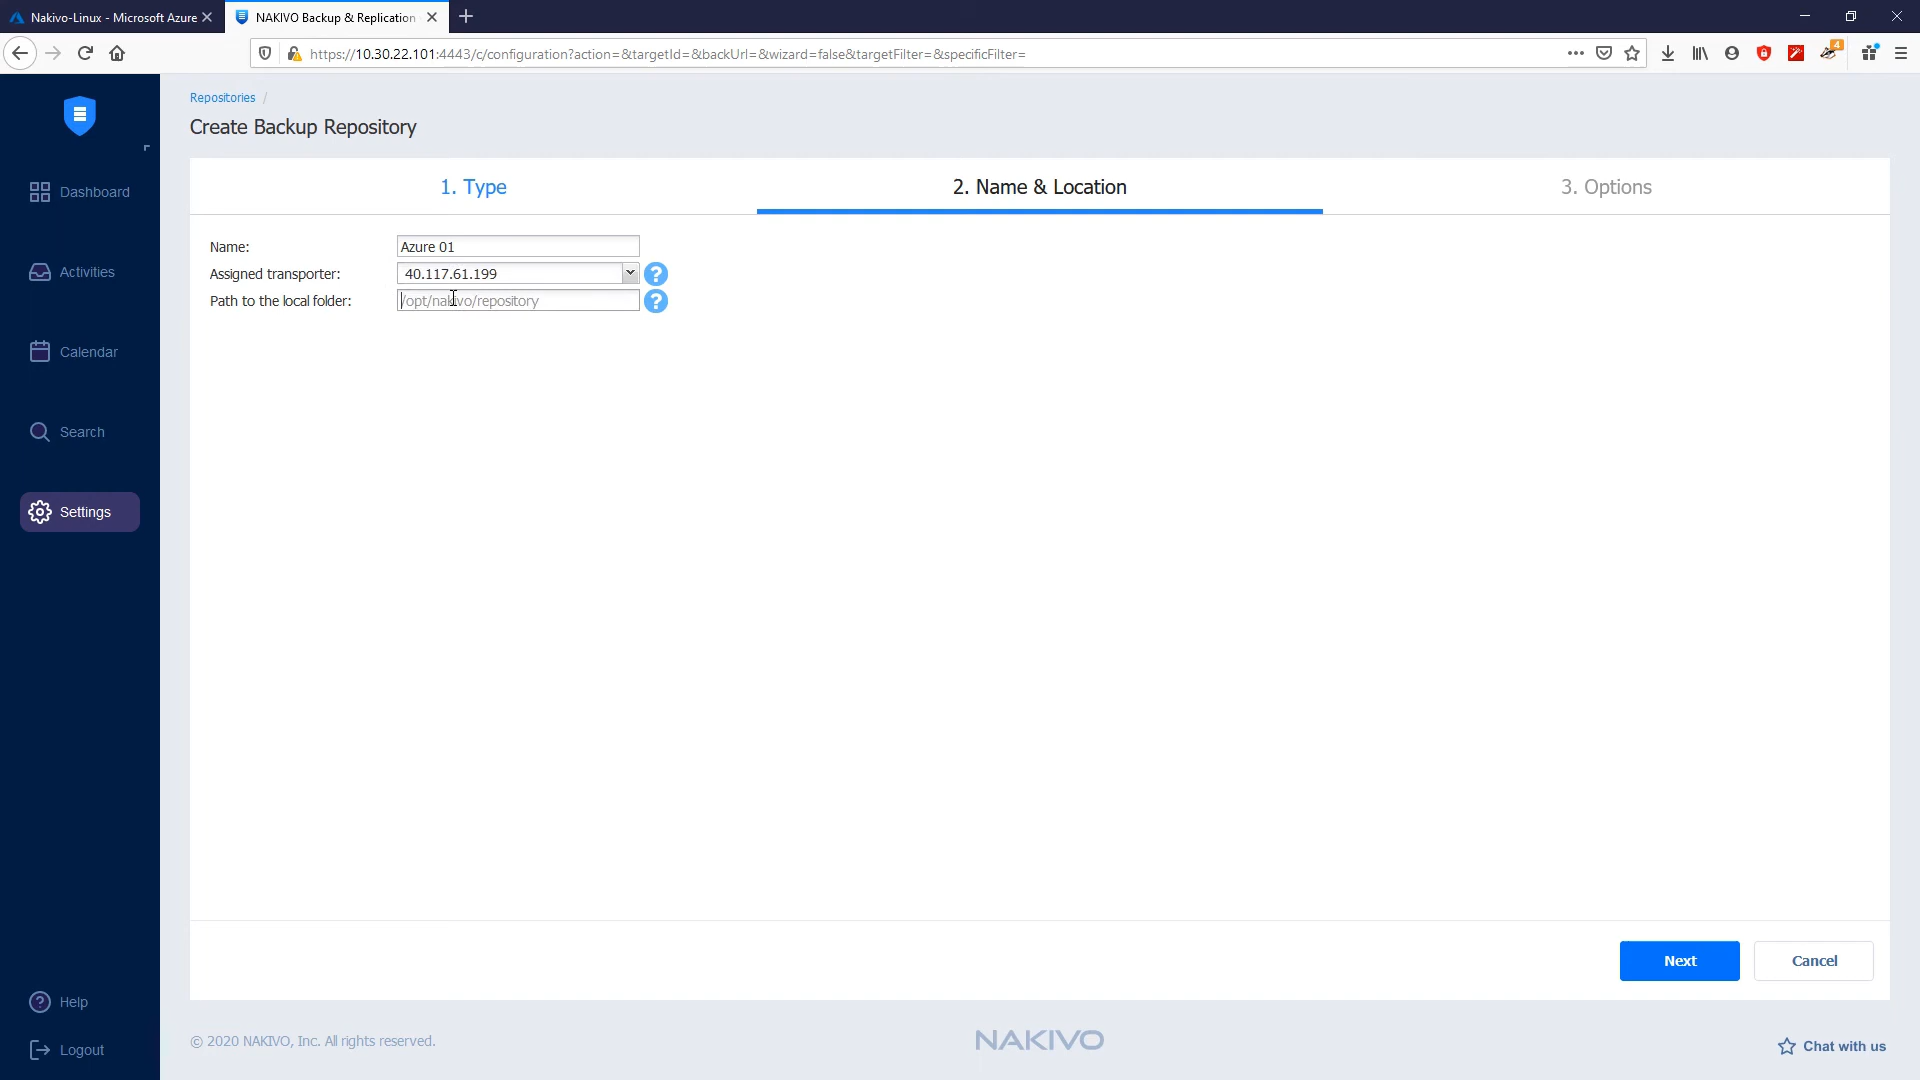 Nakivo-Linux - Microsoft Azure
NAKIVO Backup & Replication
https://10.30.22.101:4443/c/configuration?action=&targetId=&backUrl=&wizard=false&targetFilter=&specificFilter=
4
Repositories /
Create Backup Repository
Dashboard
Activities
Calendar
Search
Settings
1. Type
2. Name & Location
3. Options
Name:
Azure 01
Assigned transporter:
40.117.61.199
?
Path to the local folder:
/opt/nakivo/repository
?
Next
Cancel
Help
Logout
© 2020 NAKIVO, Inc. All rights reserved.
NAKIVO
Chat with us